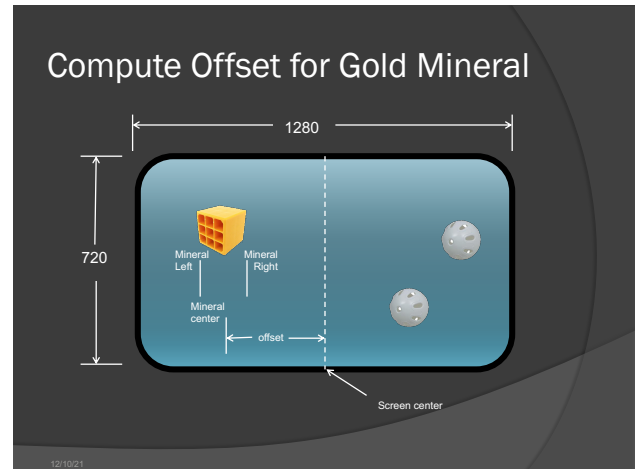 Compute Offset for Gold Mineral
1280
720
Mineral
Left
Mineral
Right
Mineral
center
offset
Screen center
12/10/21